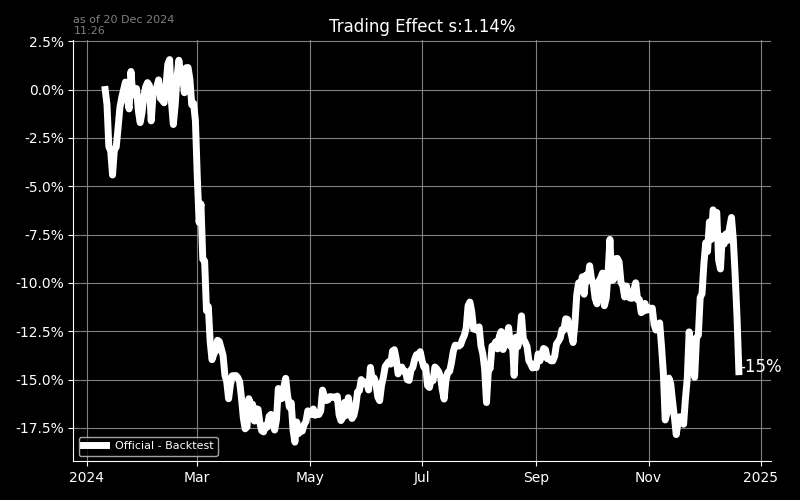 as of 20 Dec 2024
11:26
Trading Effect s:1.14%
2.5%
0.0%
-2.5%
-5.0%
-7.5%
-10.0%
-12.5%
-15.0%
-17.5%
-15%
Official - Backtest
2024 Mar May Jul Sep Nov 2025